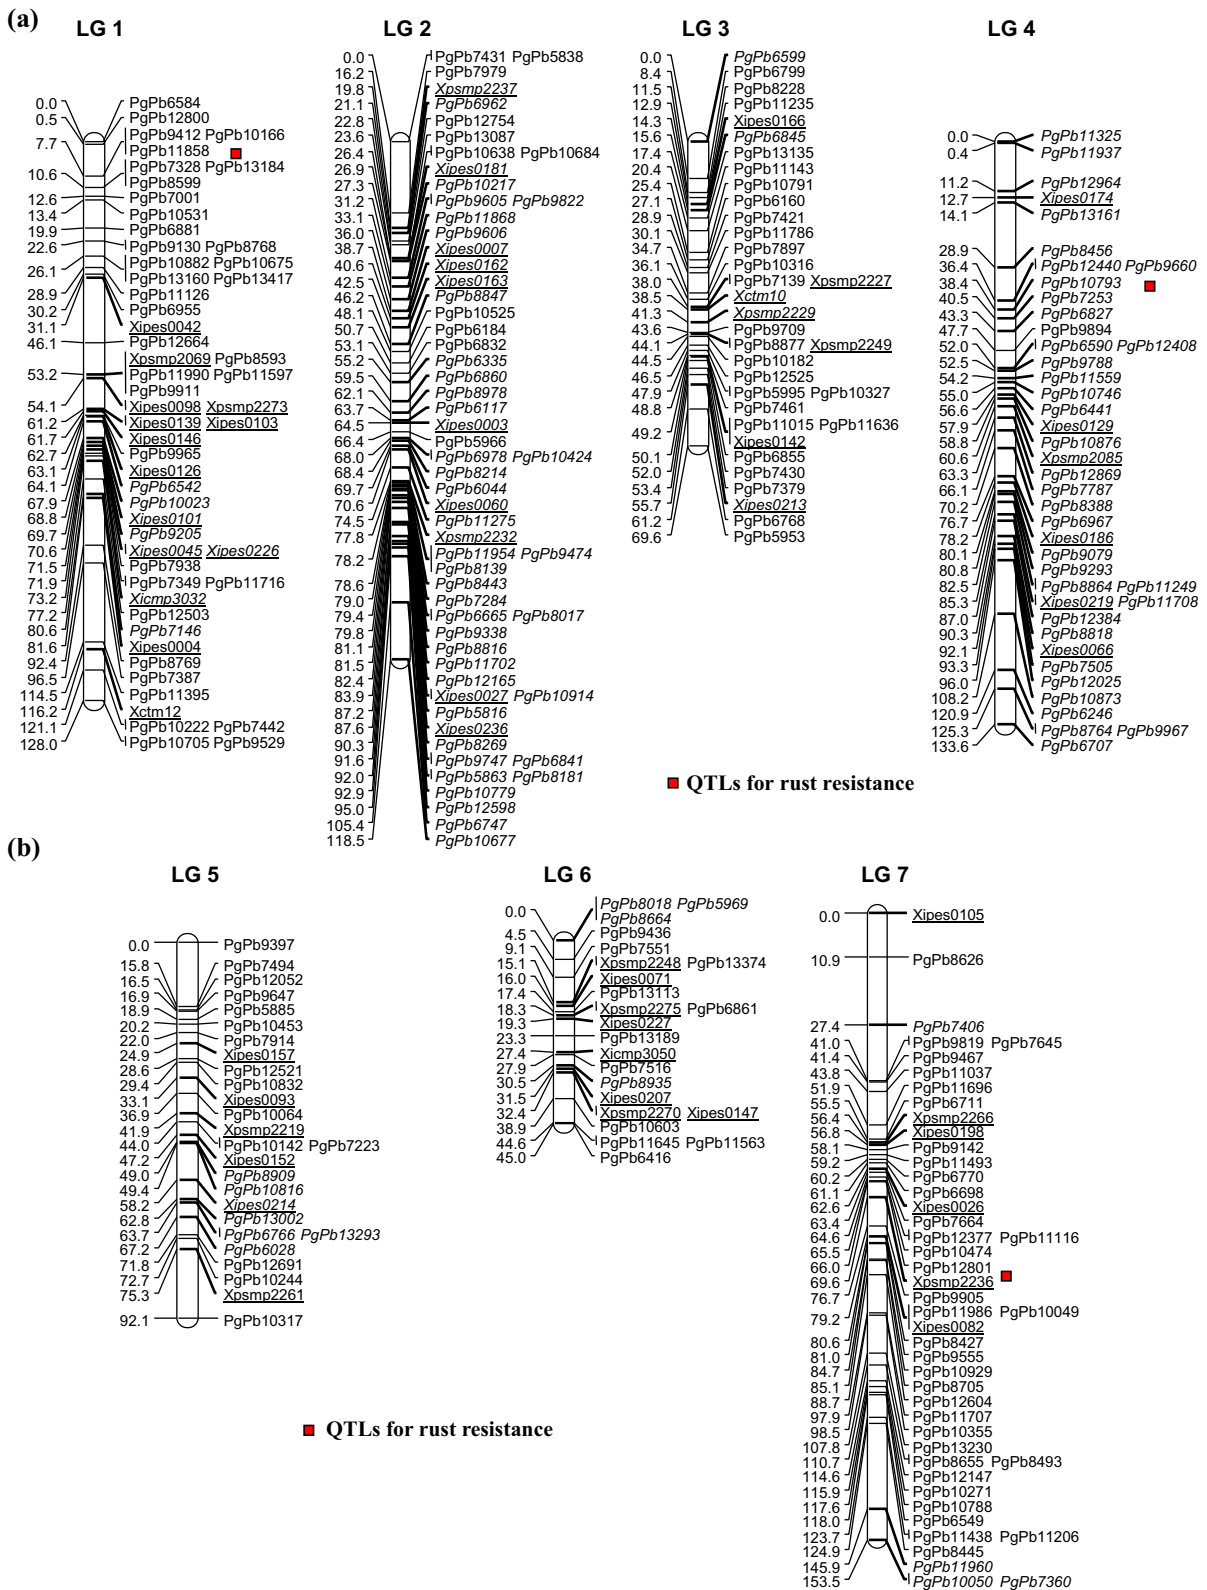 (a)
LG 1
0.0 PgPb6584
0.5 PgPb12800
7.7 PgPb9412 PgPb10166
PgPb11858
10.6 PgPb7328 PgPb13184
PgPb8599
12.6 PgPb7001
13.4 PgPb10531
19.9 PgPb6881
22.6 PgPb9130 PgPb8768
26.1 PgPb10882 PgPb10675
PgPb13160 PgPb13417
28.9 PgPb11126
30.2 PgPb6955
31.1 Xipes0042
46.1 PgPb12664
53.2 Xpsmp2069 PgPb8593
PgPb11990 PgPb11597
PgPb9911
54.1 Xipes0098 Xpsmp2273
61.2 Xipes0139 Xipes0103
61.7 Xipes0146
62.7 PgPb9965
63.1 Xipes0126
64.1 PgPb6542
67.9 PgPb10023
68.8 Xipes0101
69.7 PgPb9205
70.6 Xipes0045 Xipes0226
71.5 PgPb7938
71.9 PgPb7349 PgPb11716
73.2 Xicmp3032
77.2 PgPb12503
80.6 PgPb7146
81.6 Xipes0004
92.4 PgPb8769
96.5 PgPb7387
114.5 PgPb11395
116.2 Xctm12
121.1 PgPb10222 PgPb7442
128.0 PgPb10705 PgPb9529
LG 2
0.0 PgPb7431 PgPb5838
16.2 PgPb7979
19.8 Xpsmp2237
21.1 PgPb6962
22.8 PgPb12754
23.6 PgPb13087
26.4 PgPb10638 PgPb10684
26.9 Xipes0181
27.3 PgPb10217
31.2 PgPb9605 PgPb9822
33.1 PgPb11868
36.0 PgPb9606
38.7 Xipes0007
40.6 Xipes0162
42.5 Xipes0163
46.2 PgPb8847
48.1 PgPb10525
50.7 PgPb6184
53.1 PgPb6832
55.2 PgPb6335
59.5 PgPb6860
62.1 PgPb8978
63.7 PgPb6117
64.5 Xipes0003
66.4 PgPb5966
68.0 PgPb6978 PgPb10424
68.4 PgPb8214
69.7 PgPb6044
70.6 Xipes0060
74.5 PgPb11275
77.8 Xpsmp2232
78.2 PgPb11954 PgPb9474
PgPb8139
78.6 PgPb8443
79.0 PgPb7284
79.4 PgPb6665 PgPb8017
79.8 PgPb9338
81.1 PgPb8816
81.5 PgPb11702
82.4 PgPb12165
83.9 Xipes0027 PgPb10914
87.2 PgPb5816
87.6 Xipes0236
90.3 PgPb8269
91.6 PgPb9747 PgPb6841
92.0 PgPb5863 PgPb8181
92.9 PgPb10779
95.0 PgPb12598
105.4 PgPb6747
118.5 PgPb10677
LG 3
0.0 PgPb6599
8.4 PgPb6799
11.5 PgPb8228
12.9 PgPb11235
14.3 Xipes0166
15.6 PgPb6845
17.4 PgPb13135
20.4 PgPb11143
25.4 PgPb10791
27.1 PgPb6160
28.9 PgPb7421
30.1 PgPb11786
34.7 PgPb7897
36.1 PgPb10316
38.0 PgPb7139 Xpsmp2227
38.5 Xctm10
41.3 Xpsmp2229
43.6 PgPb9709
44.1 PgPb8877 Xpsmp2249
44.5 PgPb10182
46.5 PgPb12525
47.9 PgPb5995 PgPb10327
48.8 PgPb7461
49.2 PgPb11015 PgPb11636
Xipes0142
50.1 PgPb6855
52.0 PgPb7430
53.4 PgPb7379
55.7 Xipes0213
61.2 PgPb6768
69.6 PgPb5953
LG 4
0.0 PgPb11325
0.4 PgPb11937
11.2 PgPb12964
12.7 Xipes0174
14.1 PgPb13161
28.9 PgPb8456
36.4 PgPb12440 PgPb9660
38.4 PgPb10793
40.5 PgPb7253
43.3 PgPb6827
47.7 PgPb9894
52.0 PgPb6590 PgPb12408
52.5 PgPb9788
54.2 PgPb11559
55.0 PgPb10746
56.6 PgPb6441
57.9 Xipes0129
58.8 PgPb10876
60.6 Xpsmp2085
63.3 PgPb12869
66.1 PgPb7787
70.2 PgPb8388
76.7 PgPb6967
78.2 Xipes0186
80.1 PgPb9079
80.8 PgPb9293
82.5 PgPb8864 PgPb11249
85.3 Xipes0219 PgPb11708
87.0 PgPb12384
90.3 PgPb8818
92.1 Xipes0066
93.3 PgPb7505
96.0 PgPb12025
108.2 PgPb10873
120.9 PgPb6246
125.3 PgPb8764 PgPb9967
133.6 PgPb6707
QTLs for rust resistance
(b)
LG 5
0.0 PgPb9397
15.8 PgPb7494
16.5 PgPb12052
16.9 PgPb9647
18.9 PgPb5885
20.2 PgPb10453
22.0 PgPb7914
24.9 Xipes0157
28.6 PgPb12521
29.4 PgPb10832
33.1 Xipes0093
36.9 PgPb10064
41.9 Xpsmp2219
44.0 PgPb10142 PgPb7223
47.2 Xipes0152
49.0 PgPb8909
49.4 PgPb10816
58.2 Xipes0214
62.8 PgPb13002
63.7 PgPb6766 PgPb13293
67.2 PgPb6028
71.8 PgPb12691
72.7 PgPb10244
75.3 Xpsmp2261
92.1 PgPb10317
LG 6
0.0 PgPb8018 PgPb5969
PgPb8664
4.5 PgPb9436
9.1 PgPb7551
15.1 Xpsmp2248 PgPb13374
16.0 Xipes0071
17.4 PgPb13113
18.3 Xpsmp2275 PgPb6861
19.3 Xipes0227
23.3 PgPb13189
27.4 Xicmp3050
27.9 PgPb7516
30.5 PgPb8935
31.5 Xipes0207
32.4 Xpsmp2270 Xipes0147
38.9 PgPb10603
44.6 PgPb11645 PgPb11563
45.0 PgPb6416
LG 7
0.0 Xipes0105
10.9 PgPb8626
27.4 PgPb7406
41.0 PgPb9819 PgPb7645
41.4 PgPb9467
43.8 PgPb11037
51.9 PgPb11696
55.5 PgPb6711
56.4 Xpsmp2266
56.8 Xipes0198
58.1 PgPb9142
59.2 PgPb11493
60.2 PgPb6770
61.1 PgPb6698
62.6 Xipes0026
63.4 PgPb7664
64.6 PgPb12377 PgPb11116
65.5 PgPb10474
66.0 PgPb12801
69.6 Xpsmp2236
76.7 PgPb9905
79.2 PgPb11986 PgPb10049
Xipes0082
80.6 PgPb8427
81.0 PgPb9555
84.7 PgPb10929
85.1 PgPb8705
88.7 PgPb12604
97.9 PgPb11707
98.5 PgPb10355
107.8 PgPb13230
110.7 PgPb8655 PgPb8493
114.6 PgPb12147
115.9 PgPb10271
117.6 PgPb10788
118.0 PgPb6549
123.7 PgPb11438 PgPb11206
124.9 PgPb8445
145.9 PgPb11960
153.5 PgPb10050 PgPb7360
QTLs for rust resistance